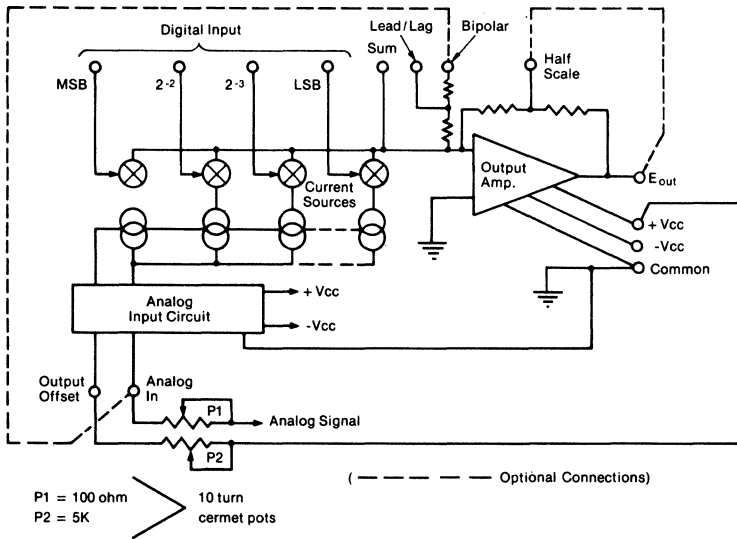 Digital Input
Lead/Lag
Bipolar
Sum
Half
Scale
MSB
2-2
2-3
LSB
Output
Amp.
Eout
Current
Sources
+ Vcc
-Vcc
Common
Analog
Input Circuit
+ Vcc
-Vcc
Output
Offset
Analog
In
P1
Analog Signal
P2
( Optional Connections)
P1 = 100 ohm
P2 = 5K
10 turn
cermet pots